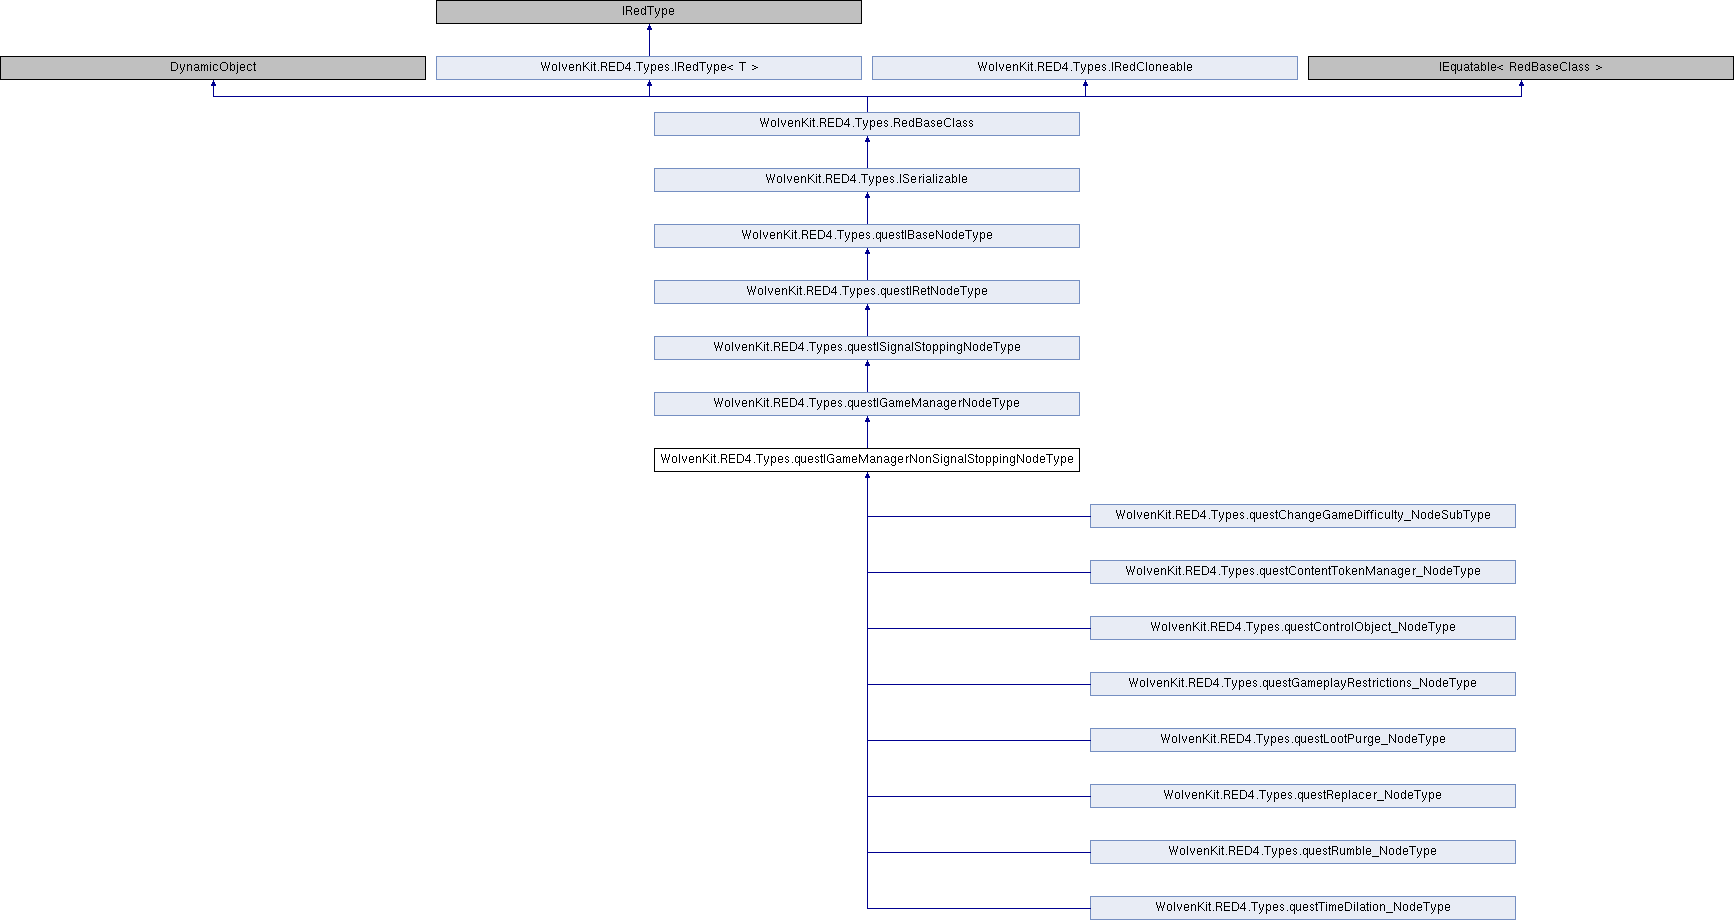 IRedType
DynamicObject
WolvenKit.RED4.Types.IRedType< T >
WolvenKit.RED4.Types.IRedCloneable
IEquatable< RedBaseClass >
WolvenKit.RED4.Types.RedBaseClass
WolvenKit.RED4.Types.ISerializable
WolvenKit.RED4.Types.questIBaseNodeType
WolvenKit.RED4.Types.questIRetNodeType
WolvenKit.RED4.Types.questISignalStoppingNodeType
WolvenKit.RED4.Types.questIGameManagerNodeType
WolvenKit.RED4.Types.questIGameManagerNonSignalStoppingNodeType
WolvenKit.RED4.Types.questChangeGameDifficulty_NodeSubType
WolvenKit.RED4.Types.questContentTokenManager_NodeType
WolvenKit.RED4.Types.questControlObject_NodeType
WolvenKit.RED4.Types.questGameplayRestrictions_NodeType
WolvenKit.RED4.Types.questLootPurge_NodeType
WolvenKit.RED4.Types.questReplacer_NodeType
WolvenKit.RED4.Types.questRumble_NodeType
WolvenKit.RED4.Types.questTimeDilation_NodeType